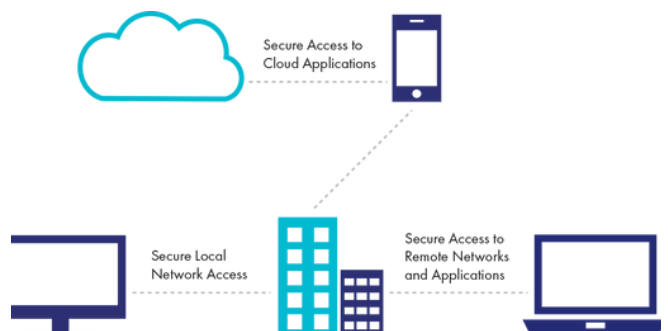 Secure Access to
Cloud Applications
Secure Local
Network Access
Secure Access to
Remote Networks
and Applications